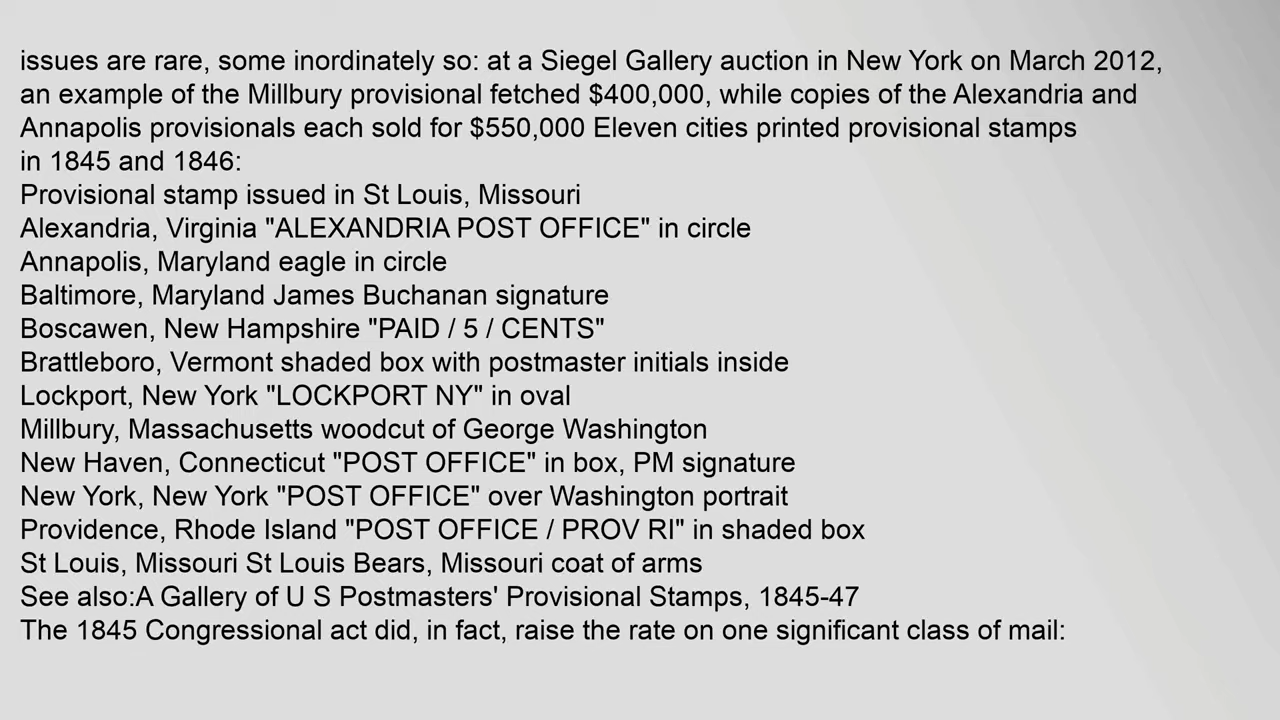 issues are rare, some inordinately so: at a Siegel Gallery auction in New York on March 2012,
an example of the Millbury provisional fetched $400,000, while copies of the Alexandria and
Annapolis provisionals each sold for $550,000 Eleven cities printed provisional stamps
in 1845 and 1846:
Provisional stamp issued in St Louis, Missouri
Alexandria, Virginia "ALEXANDRIA POST OFFICE" in circle
Annapolis, Maryland eagle in circle
Baltimore, Maryland James Buchanan signature
Boscawen, New Hampshire "PAID / 5 / CENTS"
Brattleboro, Vermont shaded box with postmaster initials inside
Lockport, New York "LOCKPORT NY" in oval
Millbury, Massachusetts woodcut of George Washington
New Haven, Connecticut "POST OFFICE" in box, PM signature
New York, New York "POST OFFICE" over Washington portrait
Providence, Rhode Island "POST OFFICE / PROV RI" in shaded box
St Louis, Missouri St Louis Bears, Missouri coat of arms
See also:A Gallery of U S Postmasters' Provisional Stamps, 1845-47
The 1845 Congressional act did, in fact, raise the rate on one significant class of mail: